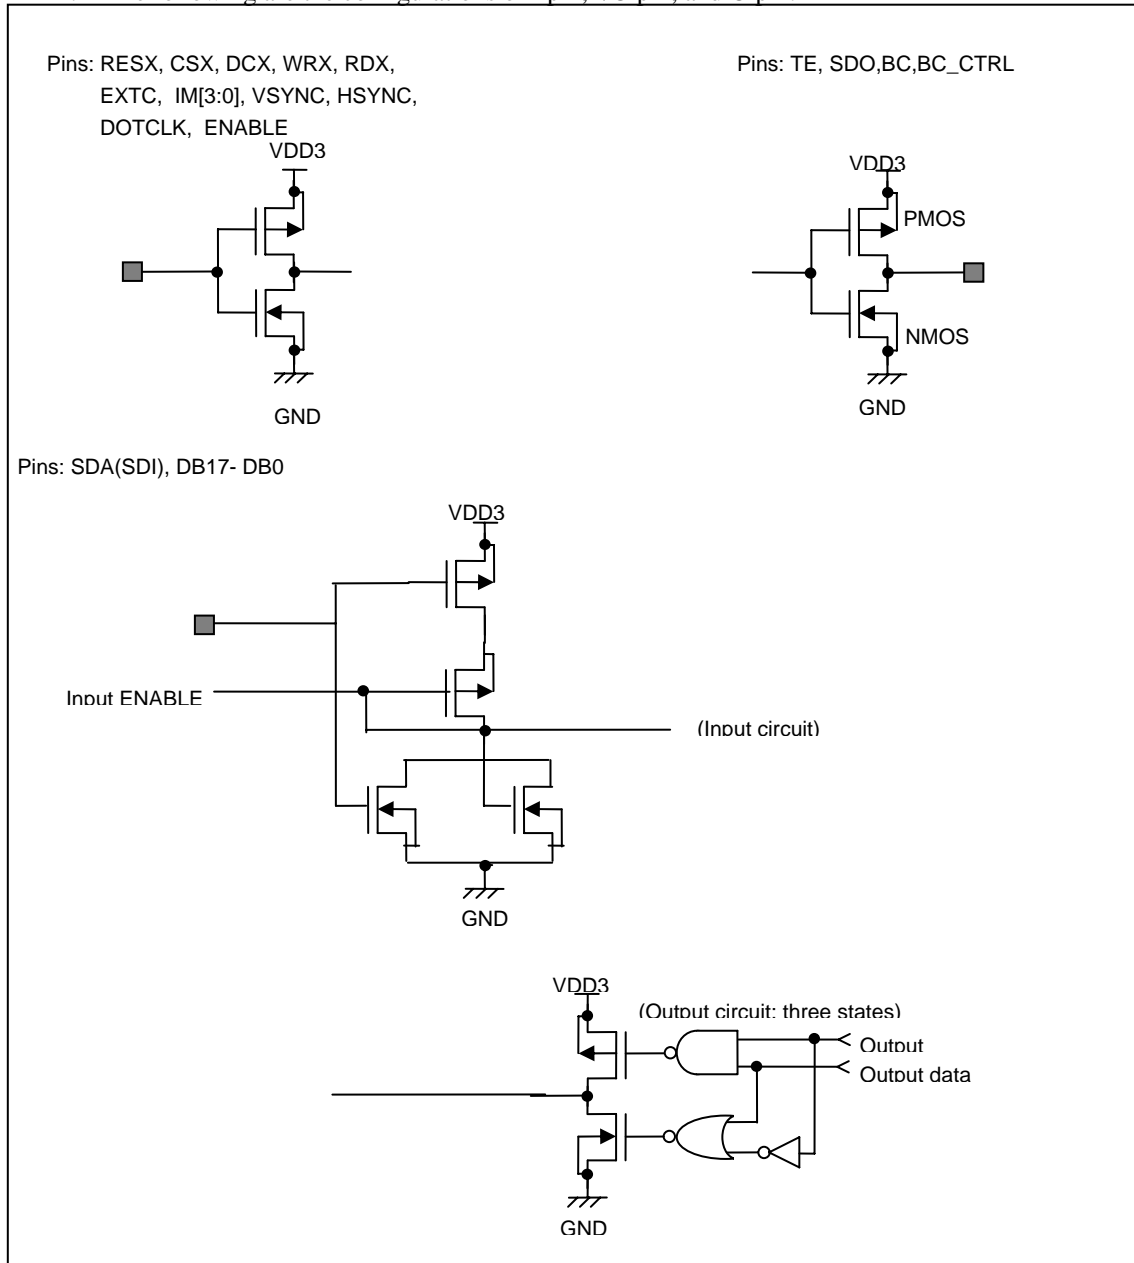 Pins: RESX, CSX, DCX, WRX, RDX,
EXTC, IM[3:0], VSYNC, HSYNC,
DOTCLK, ENABLE
VDD3
GND
Pins: TE, SDO,BC,BC_CTRL
VDD3
PMOS
NMOS
GND
Pins: SDA(SDI), DB17- DB0
VDD3
Input ENABLE
(Input circuit)
GND
VDD3
(Output circuit: three states)
Output
Output data
GND